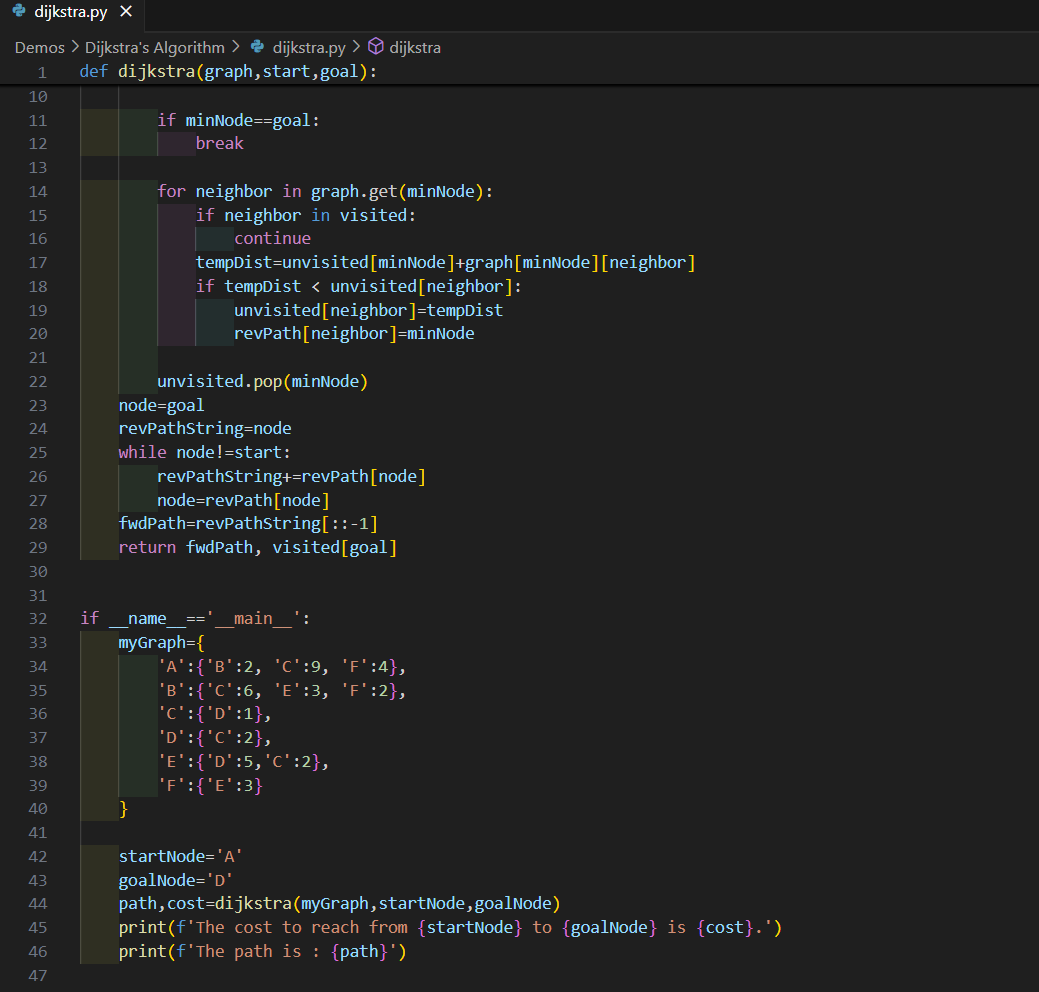 dijkstra.py ×
Demos > Dijkstra's Algorithm > dijkstra.py > dijkstra
1 def dijkstra(graph,start,goal):
10
11         if minNode==goal:
12             break
13
14         for neighbor in graph.get(minNode):
15             if neighbor in visited:
16                 continue
17             tempDist=unvisited[minNode]+graph[minNode][neighbor]
18             if tempDist < unvisited[neighbor]:
19                 unvisited[neighbor]=tempDist
20                 revPath[neighbor]=minNode
21
22         unvisited.pop(minNode)
23     node=goal
24     revPathString=node
25     while node!=start:
26         revPathString+=revPath[node]
27         node=revPath[node]
28     fwdPath=revPathString[::-1]
29     return fwdPath, visited[goal]
30
31
32 if __name__=='__main__':
33     myGraph={
34         'A':{'B':2, 'C':9, 'F':4},
35         'B':{'C':6, 'E':3, 'F':2},
36         'C':{'D':1},
37         'D':{'C':2},
38         'E':{'D':5,'C':2},
39         'F':{'E':3}
40     }
41
42     startNode='A'
43     goalNode='D'
44     path,cost=dijkstra(myGraph,startNode,goalNode)
45     print(f'The cost to reach from {startNode} to {goalNode} is {cost}.')
46     print(f'The path is : {path}')
47